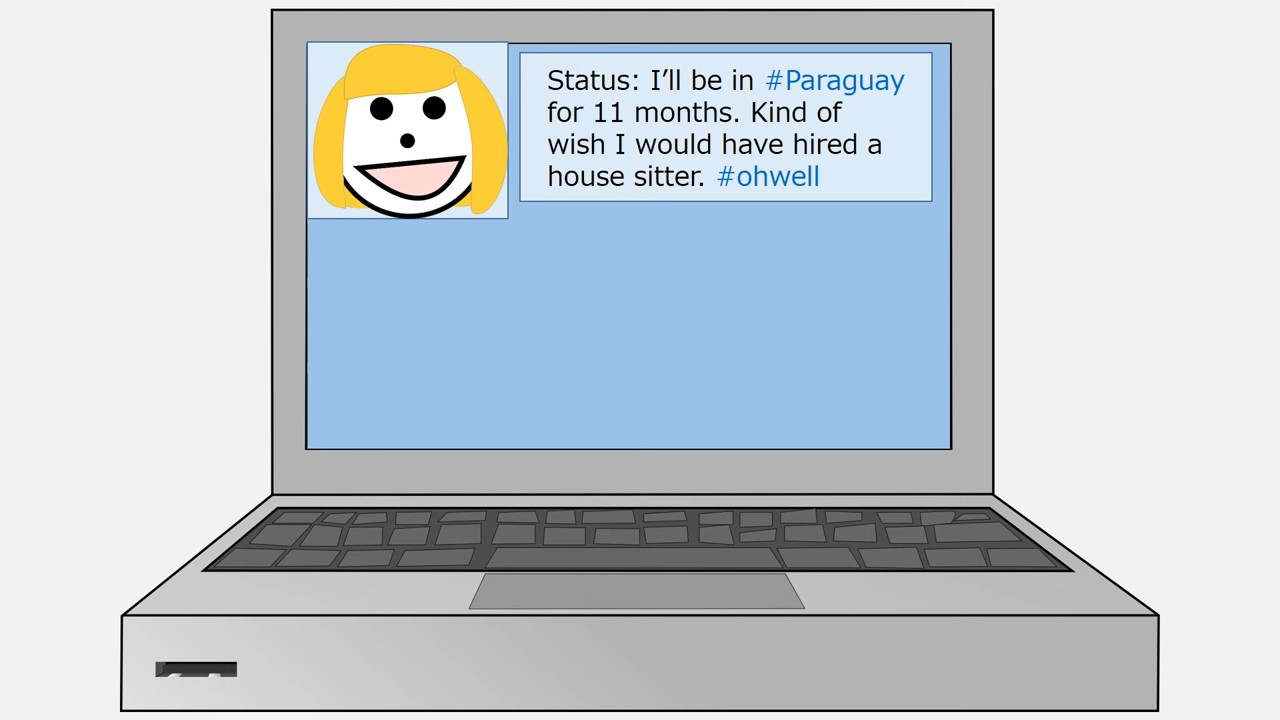 Status: I’ll be in #Paraguay
for 11 months. Kind of
wish I would have hired a
house sitter. #ohwell